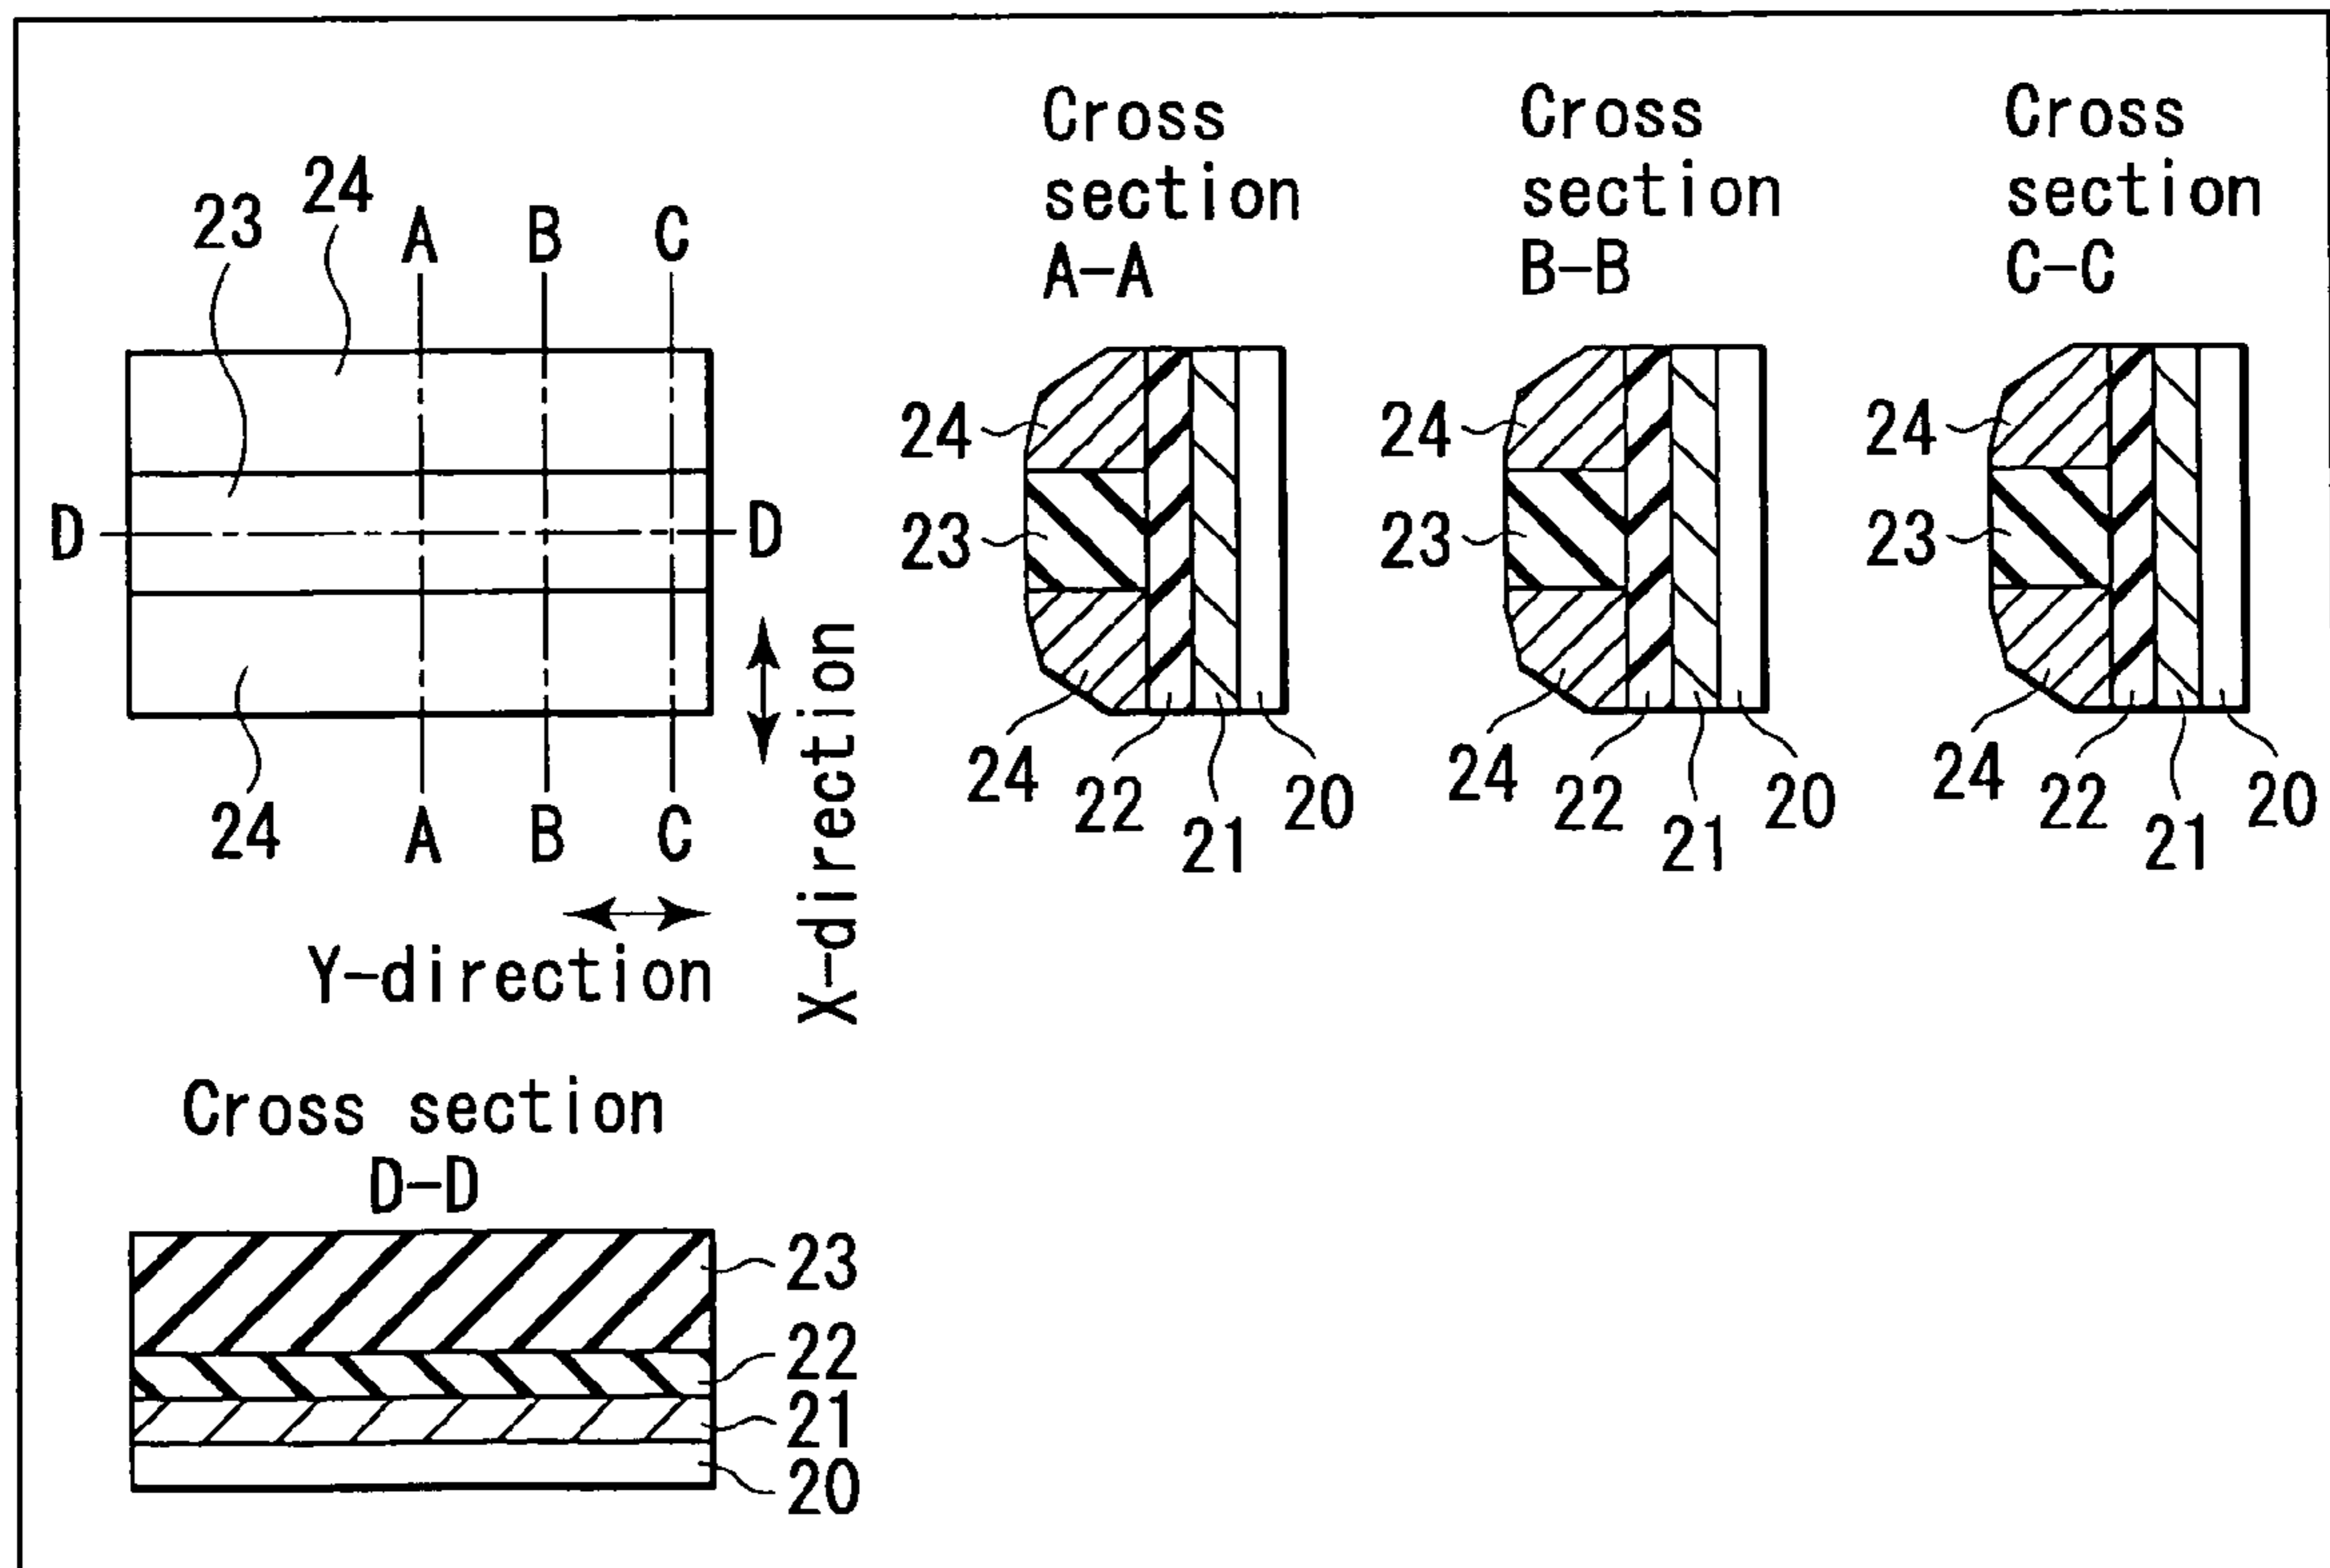 23
24
A
B
C
D
D
24
A
B
C
Y-direction
X-direction
Cross
section
A-A
24
23
24
22
21
20
Cross
section
B-B
24
23
24
22
21
20
Cross
section
C-C
24
23
24
22
21
20
Cross section
D-D
23
22
21
20